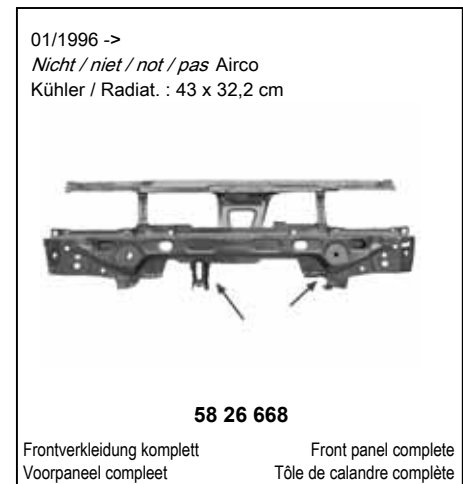 01/1996 ->
Nicht / niet / not / pas Airco
Kühler / Radiat. : 43 x 32,2 cm
58 26 668
Frontverkleidung komplett Front panel complete
Voorpaneel compleet Tôle de calandre complète